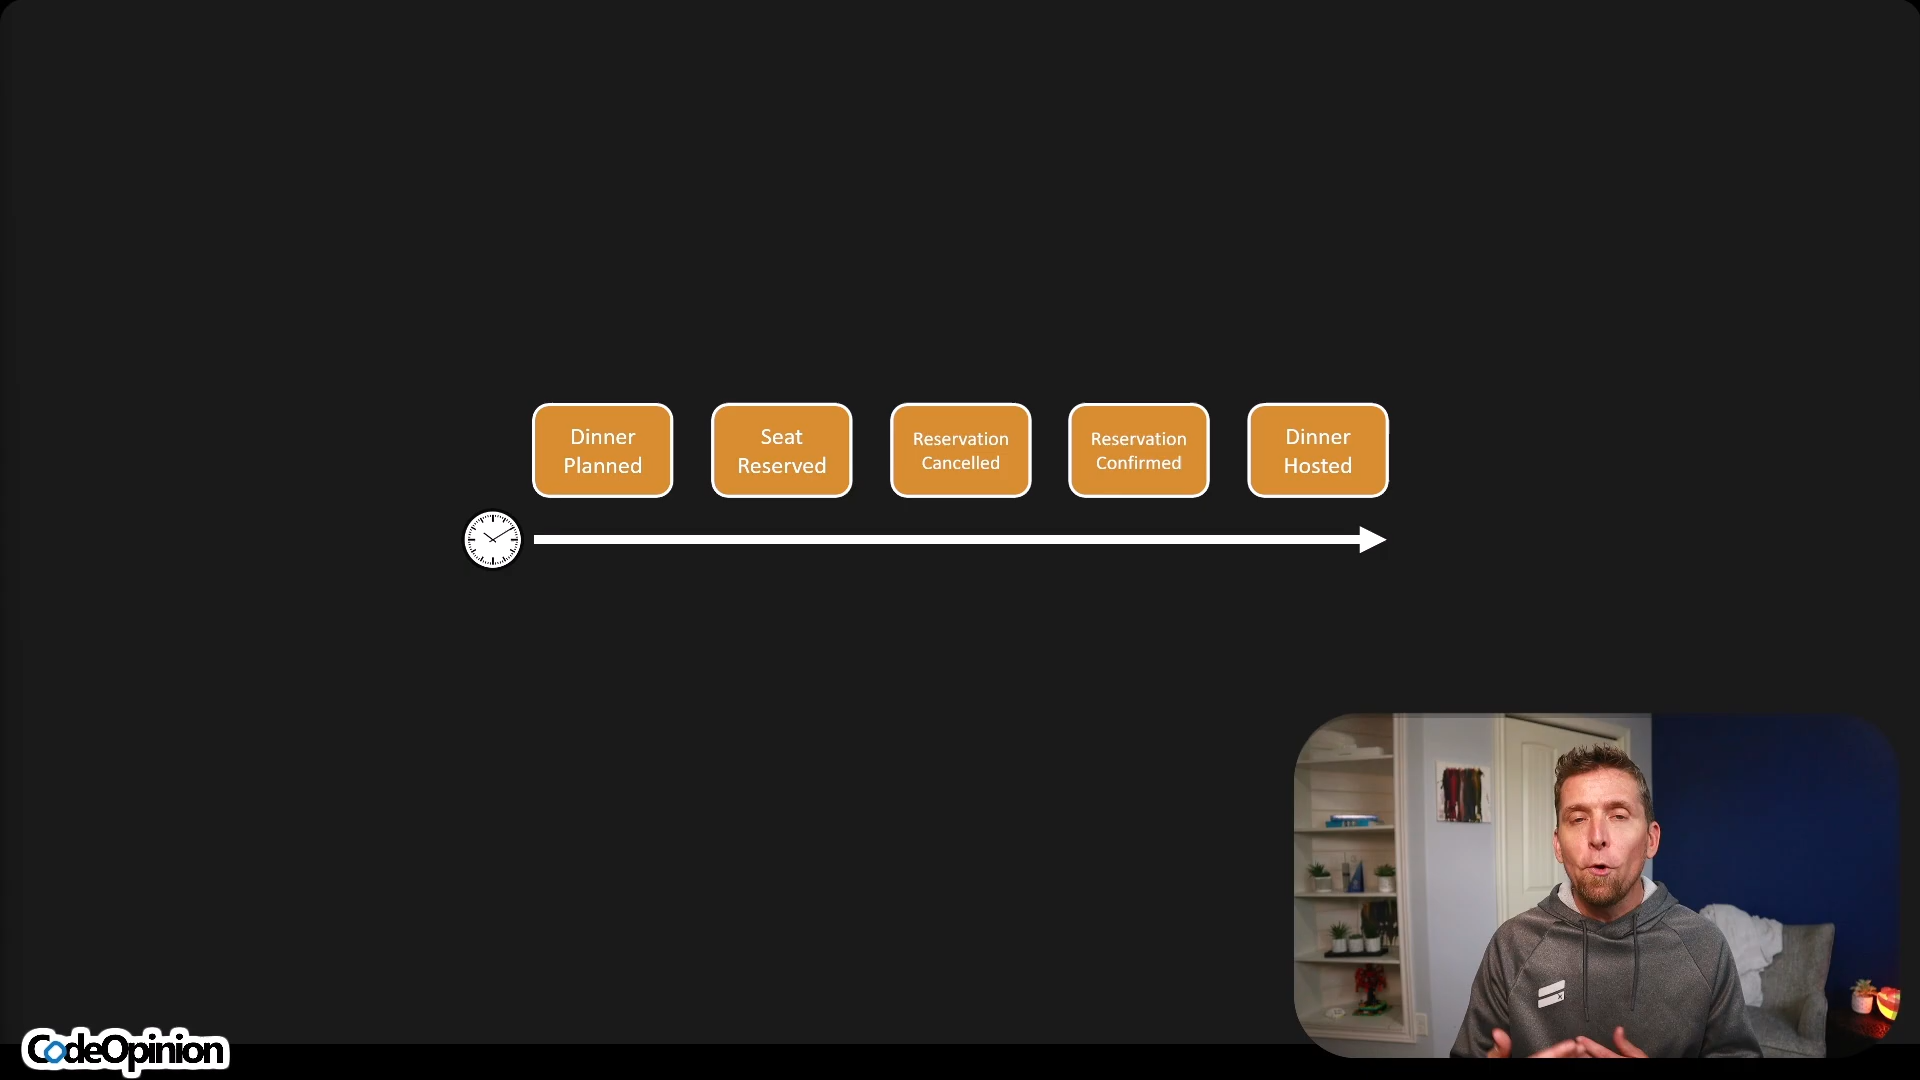 Dinner
Planned
Seat
Reserved
Reservation
Cancelled
Reservation
Confirmed
Dinner
Hosted
CodeOpinion